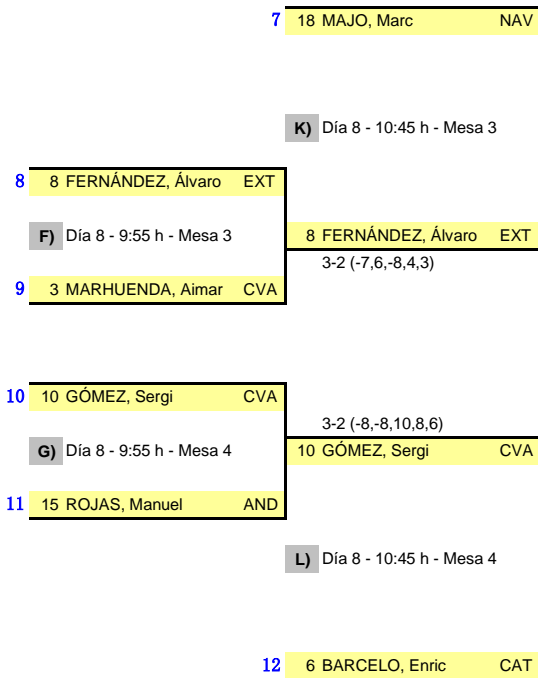 7 18 MAJO, Marc NAV
K) Día 8 - 10:45 h - Mesa 3
8 8 FERNÁNDEZ, Álvaro EXT
F) Día 8 - 9:55 h - Mesa 3
8 FERNÁNDEZ, Álvaro EXT
3-2 (-7,6,-8,4,3)
9 3 MARHUENDA, Aimar CVA
10 10 GÓMEZ, Sergi CVA
3-2 (-8,-8,10,8,6)
G) Día 8 - 9:55 h - Mesa 4
10 GÓMEZ, Sergi CVA
11 15 ROJAS, Manuel AND
L) Día 8 - 10:45 h - Mesa 4
12 6 BARCELO, Enric CAT